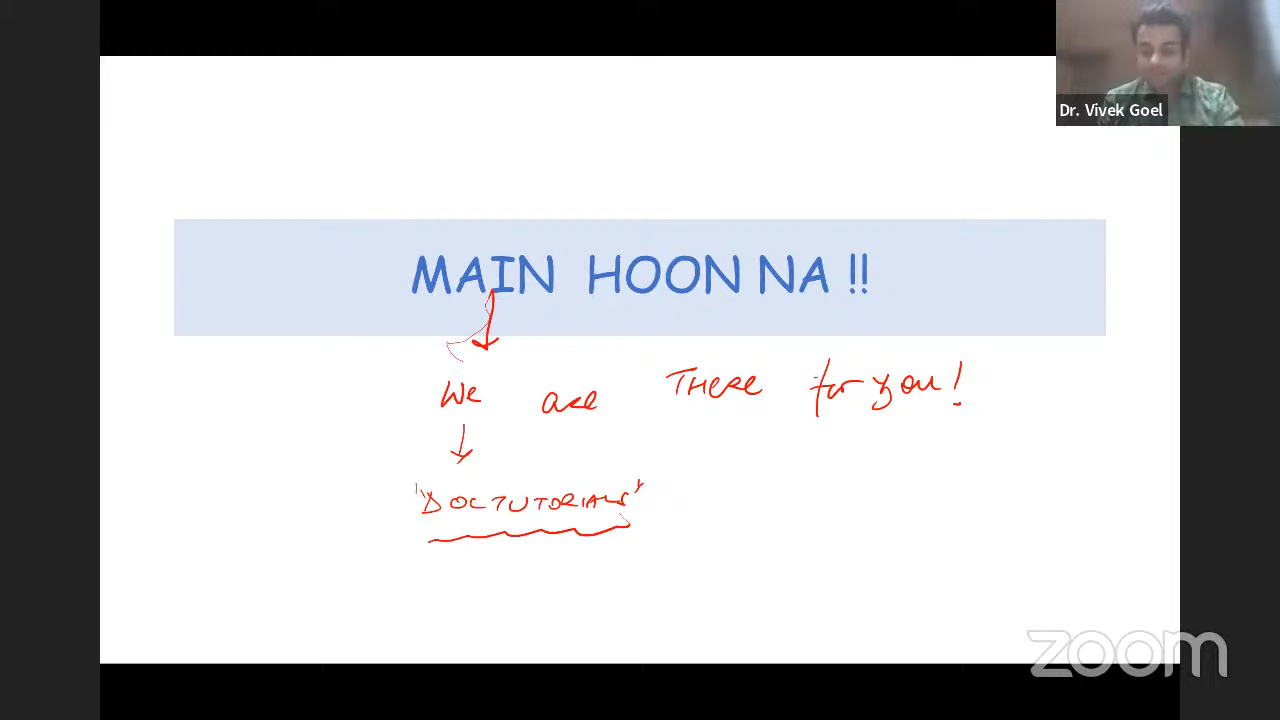 Dr. Vivek Goel
MAIN HOON NA !!
We are THere for you!
"DOCTUTORIALS"
zoom